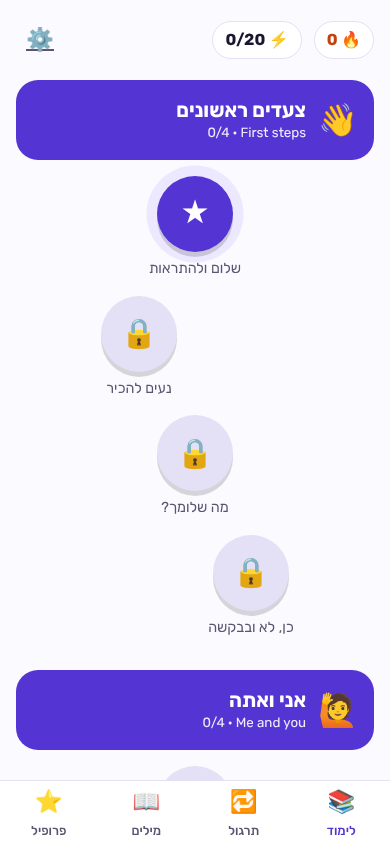 0
0/20
צעדים ראשונים
0/4 • First steps
שלום ולהתראות
נעים להכיר
מה שלומך?
כן, לא ובבקשה
אני ואתה
0/4 • Me and you
לימוד
תרגול
מילים
פרופיל